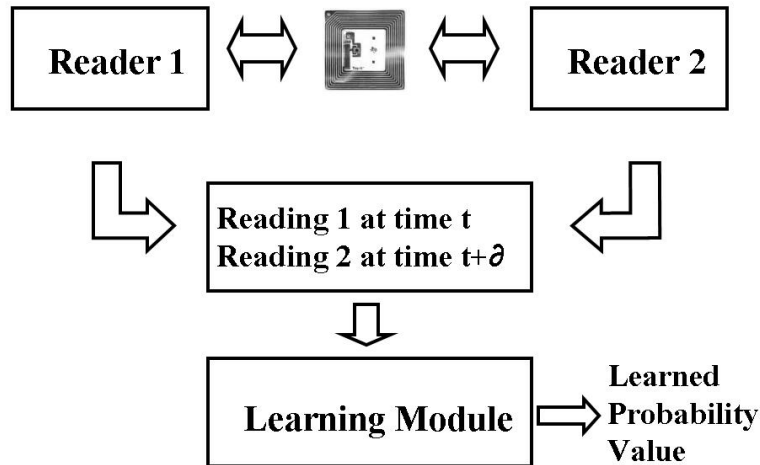 Reader 1
Reader 2
Reading 1 at time t
Reading 2 at time t+∂
Learning Module
Learned
Probability
Value